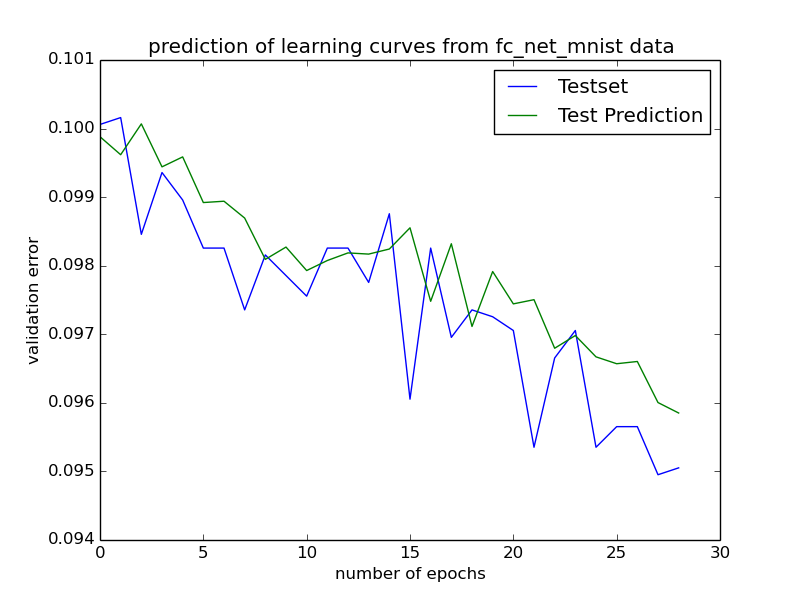 prediction of learning curves from fc_net_mnist data
Testset
Test Prediction
validation error
0.101
0.100
0.099
0.098
0.097
0.096
0.095
0.094
0 5 10 15 20 25 30
number of epochs